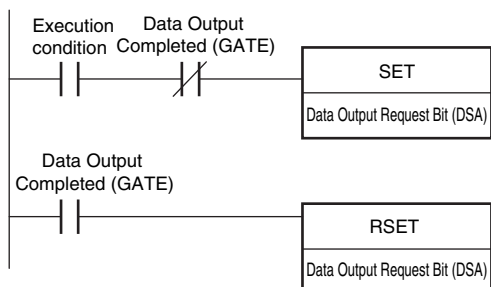 Execution
condition
Data Output
Completed (GATE)
SET
Data Output Request Bit (DSA)
Data Output
Completed (GATE)
RSET
Data Output Request Bit (DSA)